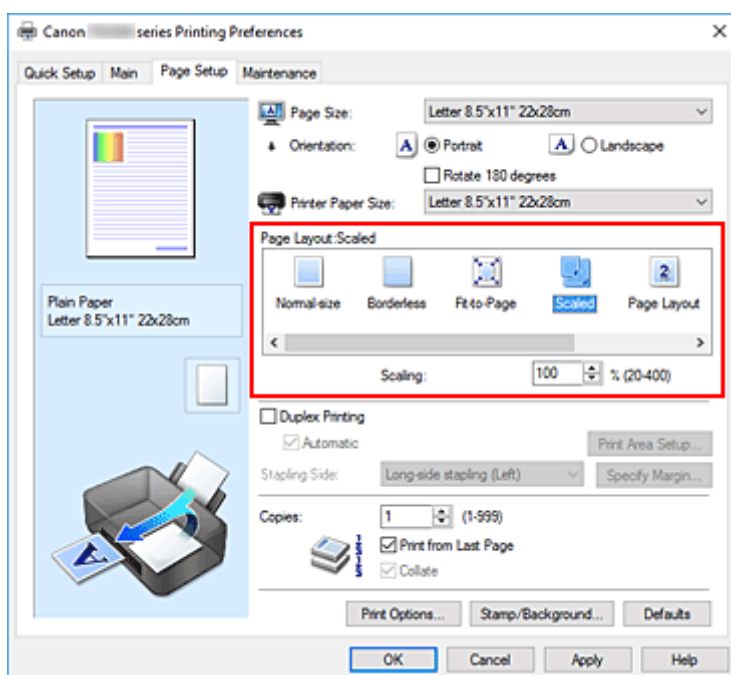 Canon series Printing Preferences
Quick Setup Main Page Setup Maintenance
Page Size: Letter 8.5"x11" 22x28cm
Orientation: A Portrait A Landscape
Rotate 180 degrees
Printer Paper Size: Letter 8.5"x11" 22x28cm
Page Layout:Scaled
2
Normal-size Borderless Fit-to-Page Scaled Page Layout
Plain Paper
Letter 8.5"x11" 22x28cm
Scaling: 100 % (20-400)
Duplex Printing
Automatic Print Area Setup...
Stapling Side: Long-side stapling (Left) Specify Margin...
Copies: 1 (1-999)
Print from Last Page
Collate
A
Print Options... Stamp/Background... Defaults
OK Cancel Apply Help